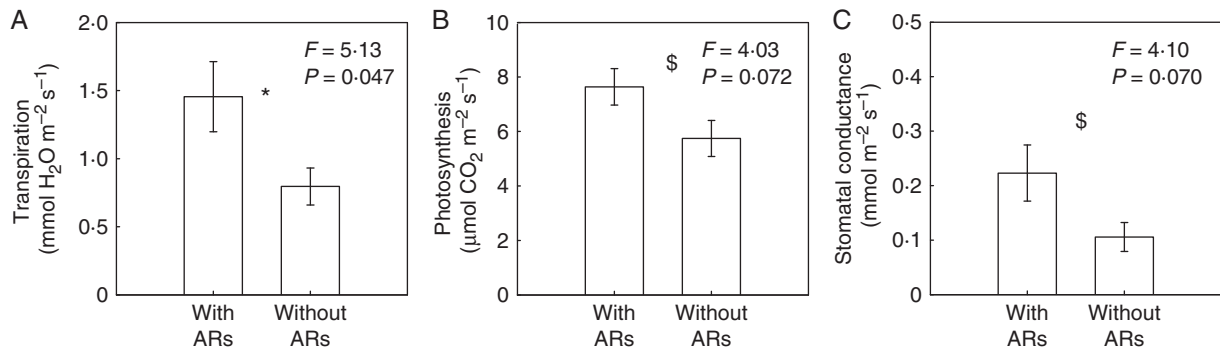 A
Transpiration
(mmol H₂O m⁻² s⁻¹)
2·0
1·5
1·0
0·5
0
*
F = 5·13
P = 0·047
With
ARs
Without
ARs
B
Photosynthesis
(μmol CO₂ m⁻² s⁻¹)
10
8
6
4
2
0
$
F = 4·03
P = 0·072
With
ARs
Without
ARs
C
Stomatal conductance
(mmol m⁻² s⁻¹)
0·5
0·4
0·3
0·2
0·1
0
$
F = 4·10
P = 0·070
With
ARs
Without
ARs